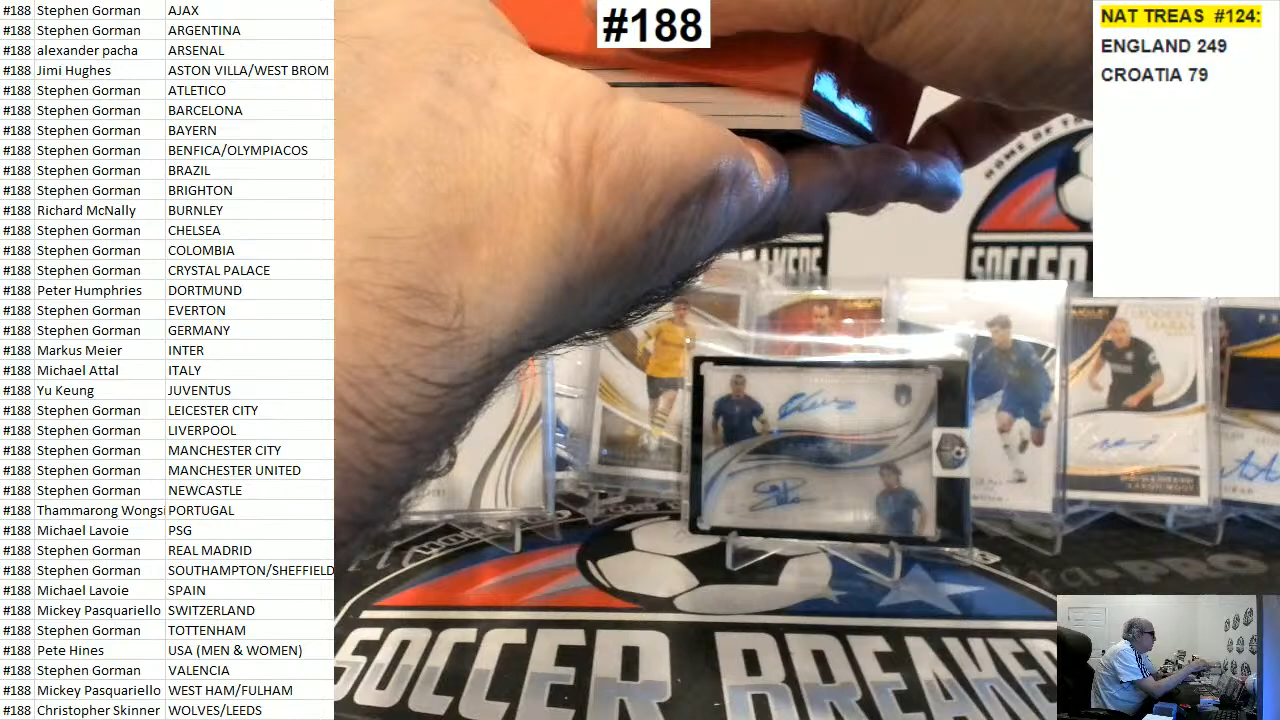 #188 Stephen Gorman AJAX
#188 Stephen Gorman ARGENTINA
#188 alexander pacha ARSENAL
#188 Jimi Hughes ASTON VILLA/WEST BROM
#188 Stephen Gorman ATLETICO
#188 Stephen Gorman BARCELONA
#188 Stephen Gorman BAYERN
#188 Stephen Gorman BENFICA/OLYMPIACOS
#188 Stephen Gorman BRAZIL
#188 Stephen Gorman BRIGHTON
#188 Richard McNally BURNLEY
#188 Stephen Gorman CHELSEA
#188 Stephen Gorman COLOMBIA
#188 Stephen Gorman CRYSTAL PALACE
#188 Peter Humphries DORTMUND
#188 Stephen Gorman EVERTON
#188 Stephen Gorman GERMANY
#188 Markus Meier INTER
#188 Michael Attal ITALY
#188 Yu Keung JUVENTUS
#188 Stephen Gorman LEICESTER CITY
#188 Stephen Gorman LIVERPOOL
#188 Stephen Gorman MANCHESTER CITY
#188 Stephen Gorman MANCHESTER UNITED
#188 Stephen Gorman NEWCASTLE
#188 Thammarong Wongsi PORTUGAL
#188 Michael Lavoie PSG
#188 Stephen Gorman REAL MADRID
#188 Stephen Gorman SOUTHAMPTON/SHEFFIELD
#188 Michael Lavoie SPAIN
#188 Mickey Pasquariello SWITZERLAND
#188 Stephen Gorman TOTTENHAM
#188 Pete Hines USA (MEN & WOMEN)
#188 Stephen Gorman VALENCIA
#188 Mickey Pasquariello WEST HAM/FULHAM
#188 Christopher Skinner WOLVES/LEEDS
#188
NAT TREAS #124:
ENGLAND 249
CROATIA 79
HOME OF
SOCCER
SOCCER BREAKE